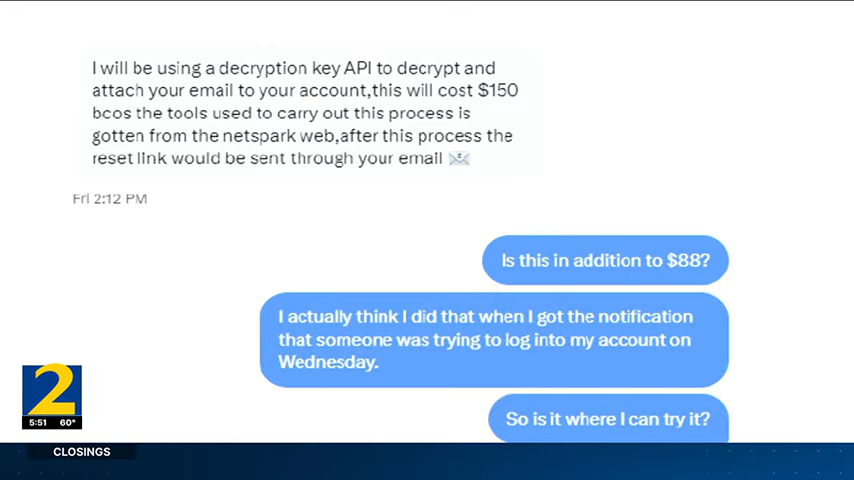 I will be using a decryption key API to decrypt and
attach your email to your account,this will cost $150
bcos the tools used to carry out this process is
gotten from the netspark web,after this process the
reset link would be sent through your email
Fri 2:12 PM
Is this in addition to $88?
I actually think I did that when I got the notification
that someone was trying to log into my account on
Wednesday.
So is it where I can try it?
2
5:51 60°
CLOSINGS